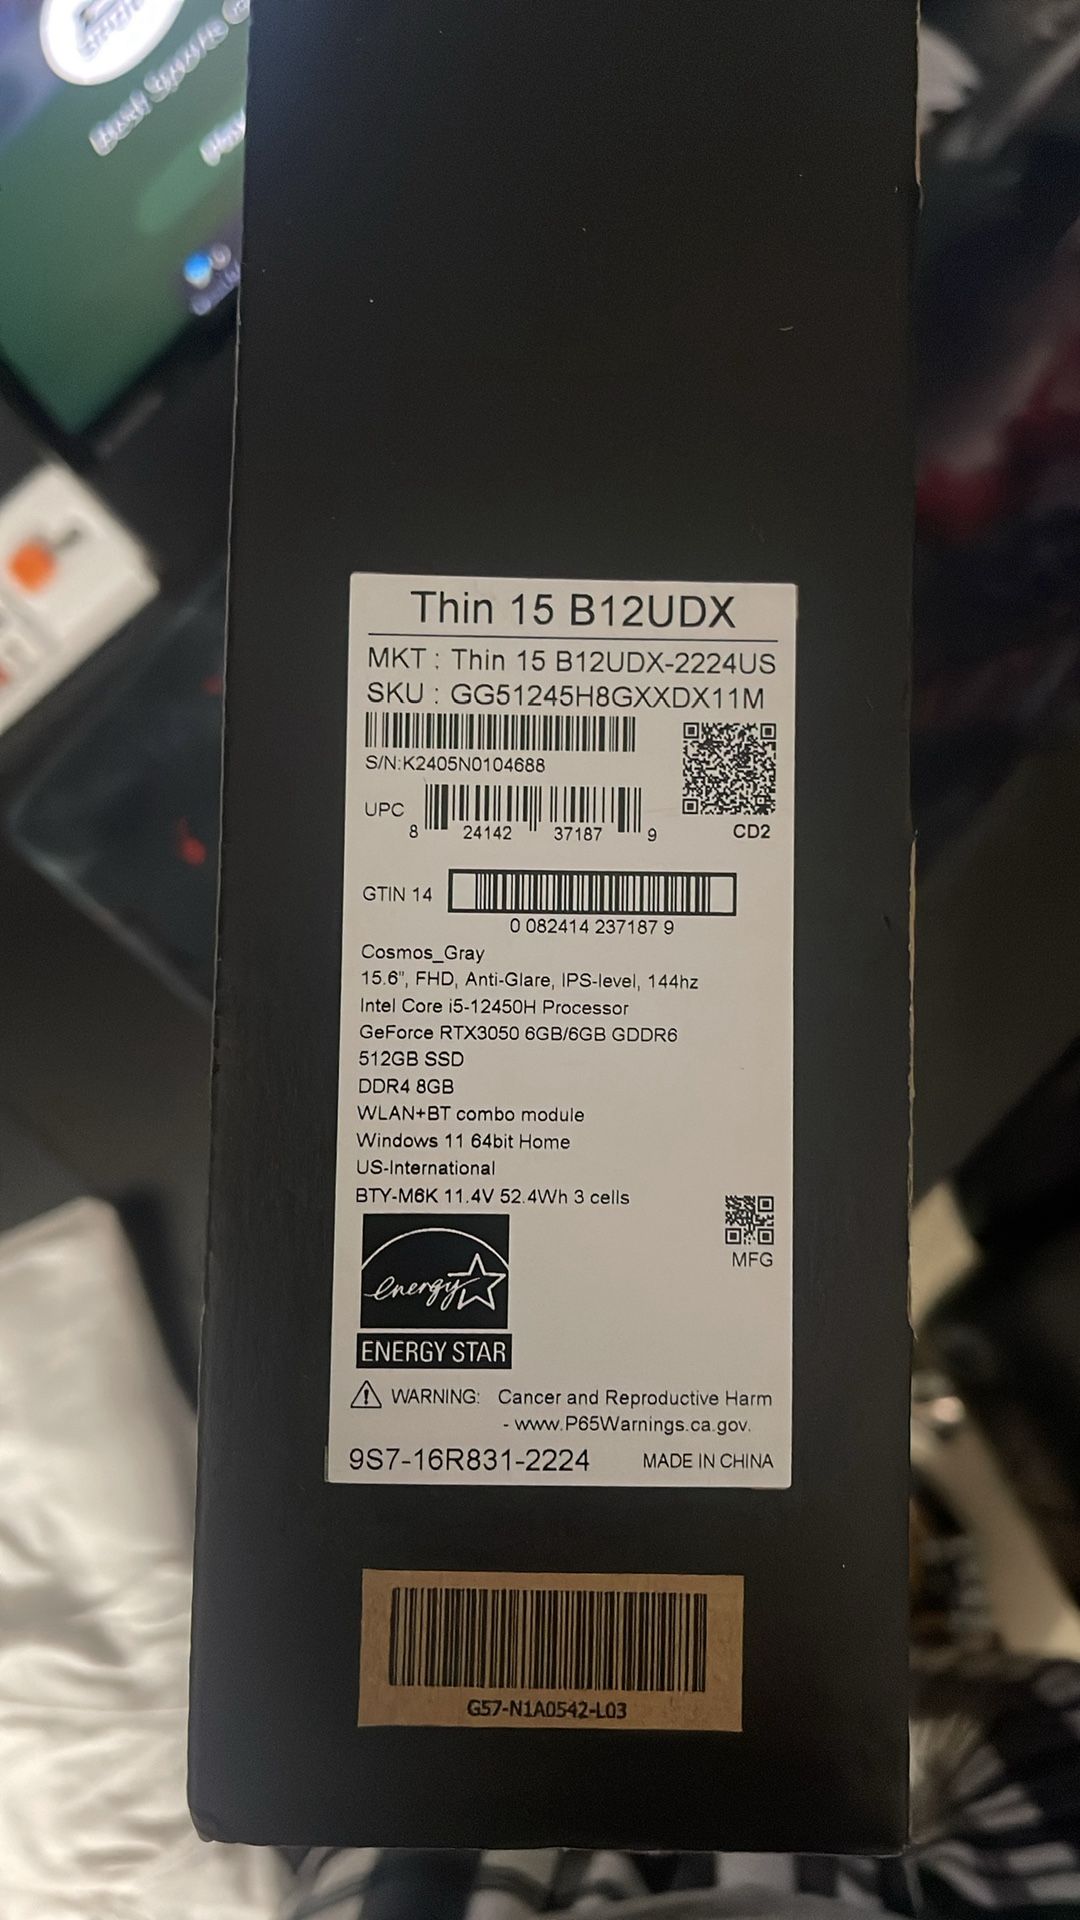 Thin 15 B12UDX
MKT : Thin 15 B12UDX-2224US
SKU : GG51245H8GXXDX11M
S/N:K2405N0104688
UPC 8 24142 37187 9
CD2
GTIN 14
0 082414 237187 9
Cosmos_Gray
15.6", FHD, Anti-Glare, IPS-level, 144hz
Intel Core i5-12450H Processor
GeForce RTX3050 6GB/6GB GDDR6
512GB SSD
DDR4 8GB
WLAN+BT combo module
Windows 11 64bit Home
US-International
BTY-M6K 11.4V 52.4Wh 3 cells
MFG
energy
ENERGY STAR
WARNING: Cancer and Reproductive Harm
- www.P65Warnings.ca.gov.
9S7-16R831-2224 MADE IN CHINA
G57-N1A0542-L03